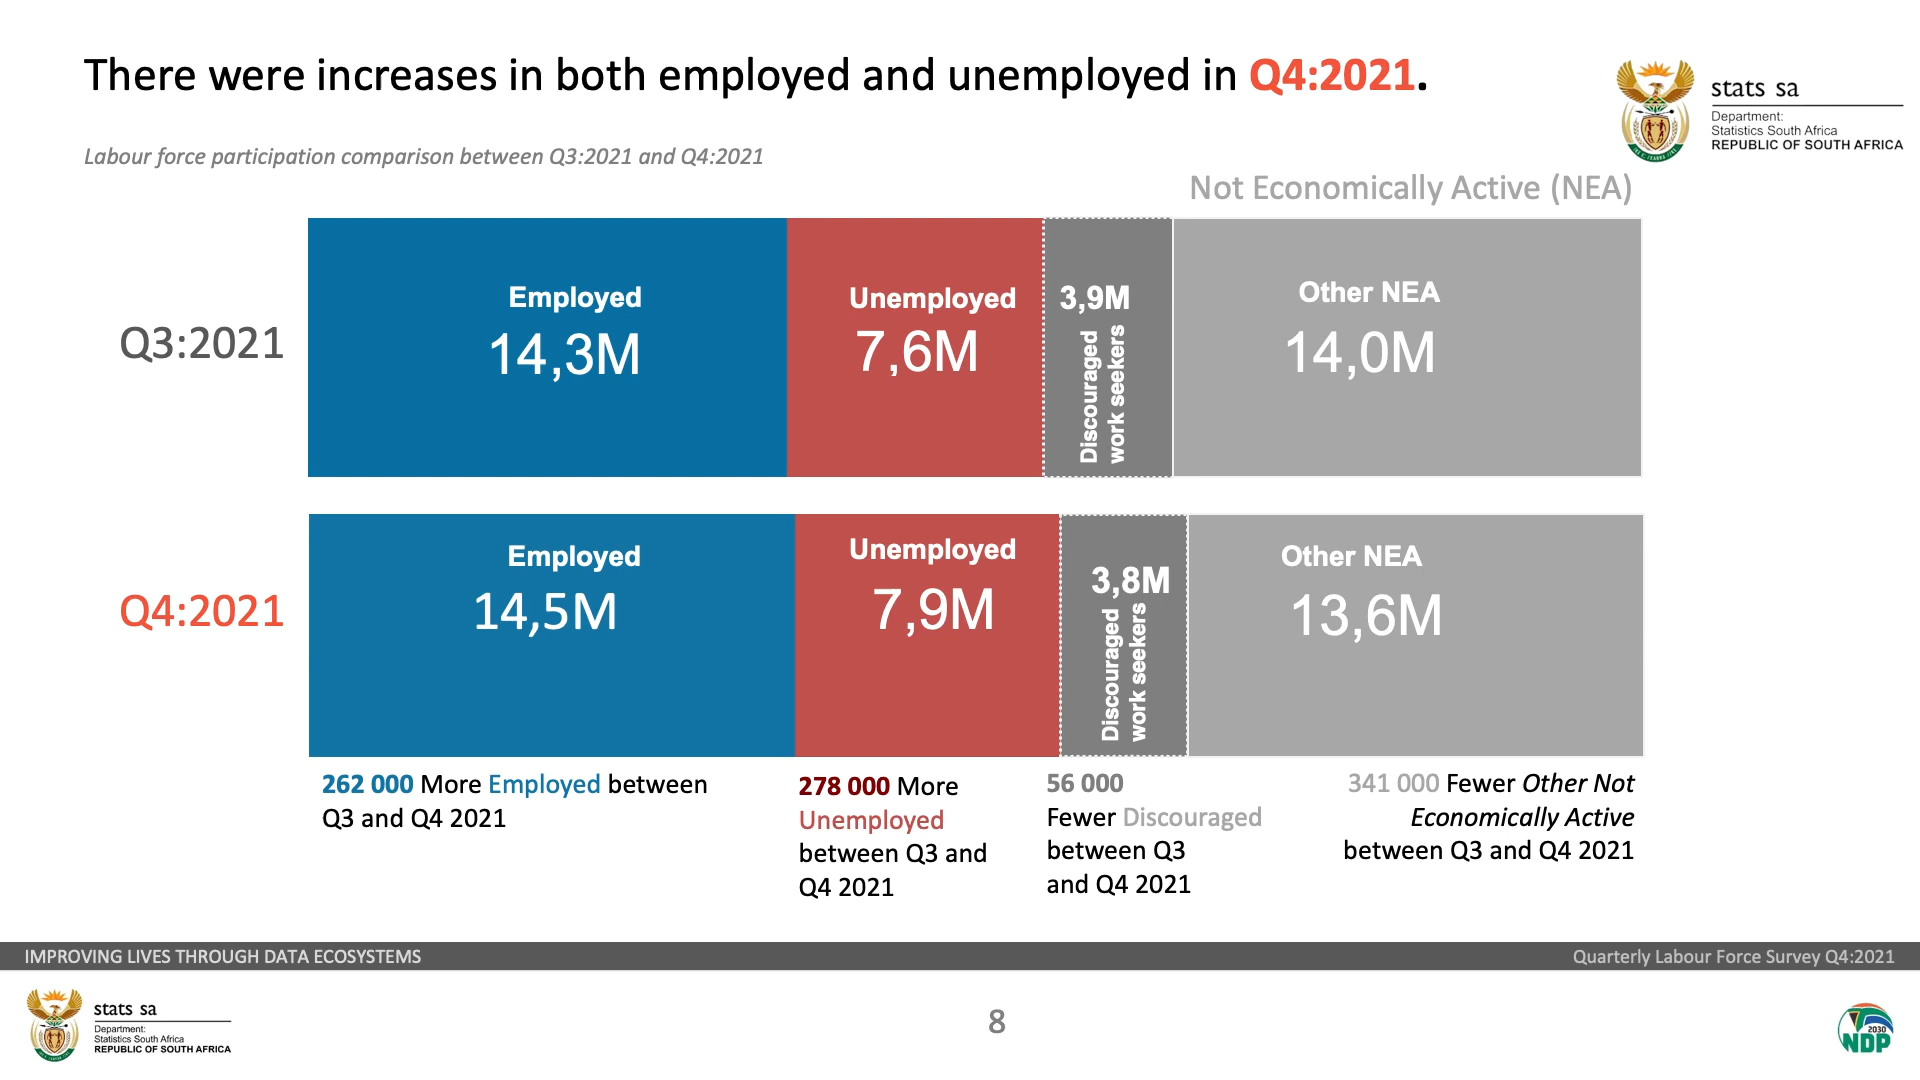 There were increases in both employed and unemployed in Q4:2021.
stats sa
Department:
Statistics South Africa
REPUBLIC OF SOUTH AFRICA
Labour force participation comparison between Q3:2021 and Q4:2021
Not Economically Active (NEA)
Q3:2021
Employed
14,3M
Unemployed
7,6M
3,9M
Discouraged
work seekers
Other NEA
14,0M
Q4:2021
Employed
14,5M
Unemployed
7,9M
3,8M
Discouraged
work seekers
Other NEA
13,6M
262 000 More Employed between
Q3 and Q4 2021
278 000 More
Unemployed
between Q3 and
Q4 2021
56 000
Fewer Discouraged
between Q3
and Q4 2021
341 000 Fewer Other Not
Economically Active
between Q3 and Q4 2021
IMPROVING LIVES THROUGH DATA ECOSYSTEMS
Quarterly Labour Force Survey Q4:2021
stats sa
Department:
Statistics South Africa
REPUBLIC OF SOUTH AFRICA
8
2030
NDP